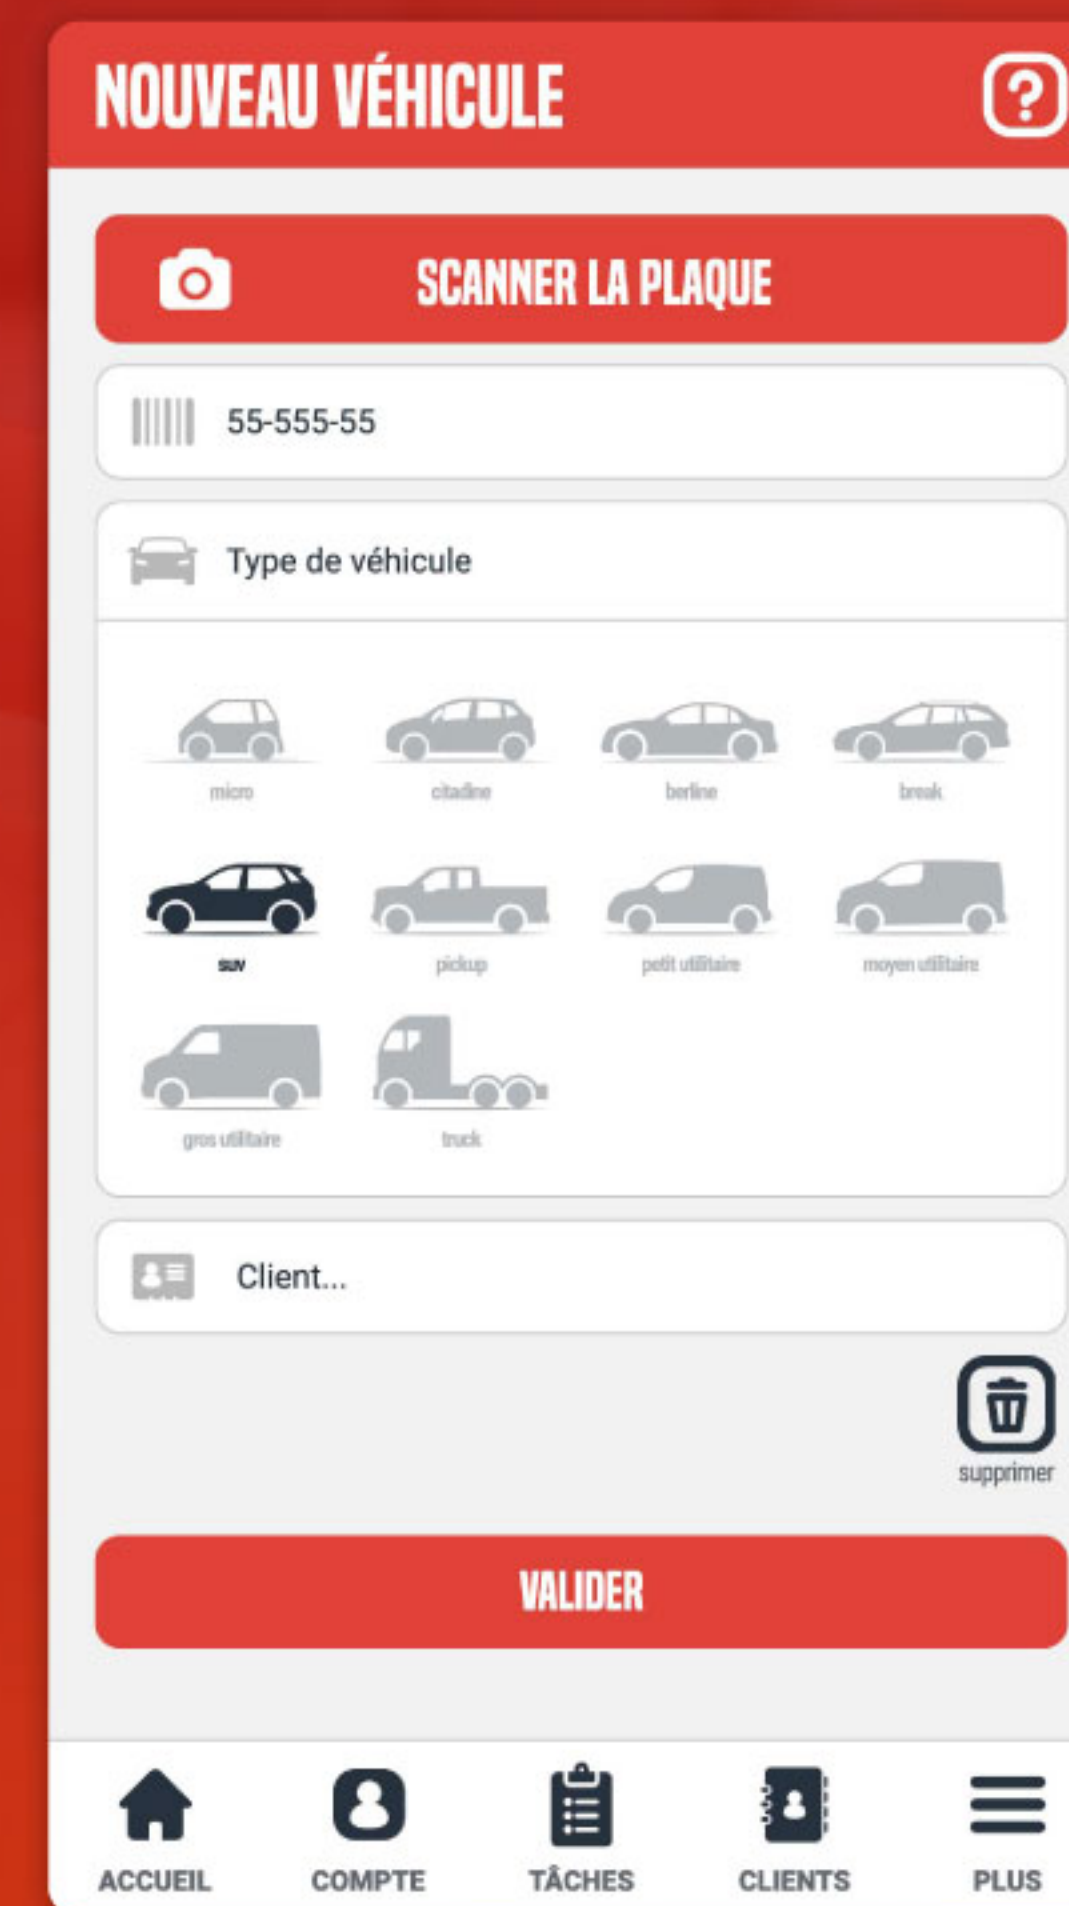 NOUVEAU VÉHICULE
?
SCANNER LA PLAQUE
55-555-55
Type de véhicule
micro
citadine
berline
break
suv
pickup
petit utilitaire
moyen utilitaire
gros utilitaire
truck
Client...
supprimer
VALIDER
ACCUEIL
COMPTE
TÂCHES
CLIENTS
PLUS